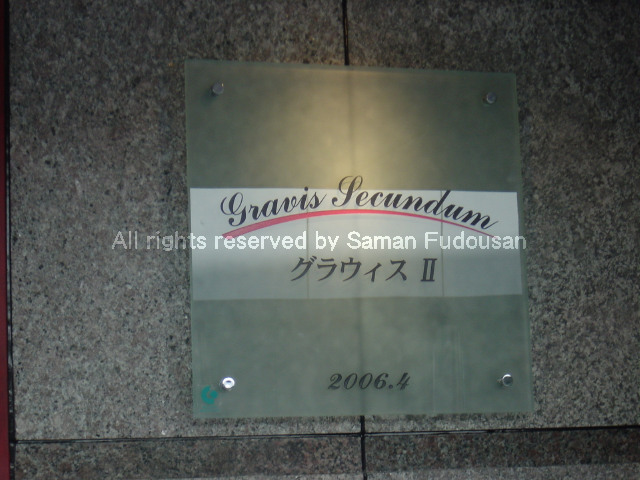 Gravis Secundum
All rights reserved by Saman Fudousan
グラウィス Ⅱ
2006.4